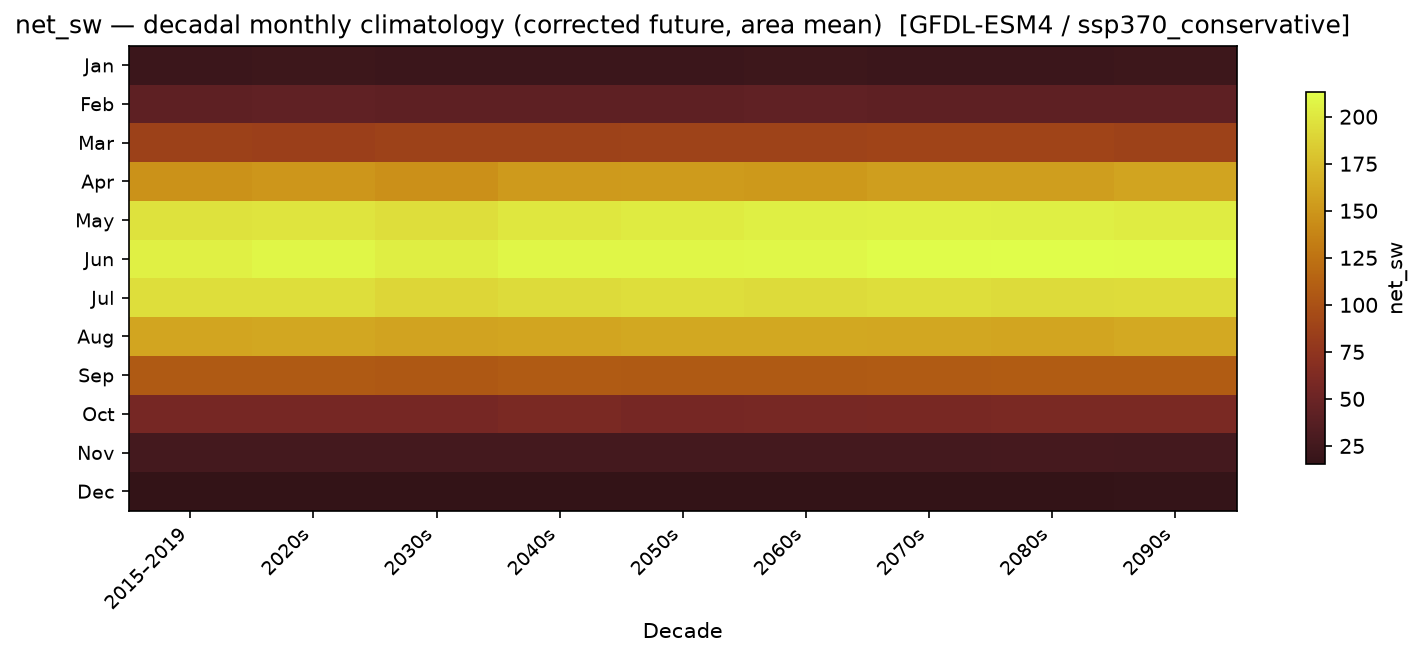 net_sw — decadal monthly climatology (corrected future, area mean)  [GFDL-ESM4 / ssp370_conservative]
Jan
Feb
Mar
Apr
May
Jun
Jul
Aug
Sep
Oct
Nov
Dec
2015–2019
2020s
2030s
2040s
2050s
2060s
2070s
2080s
2090s
Decade
200
175
150
125
100
75
50
25
net_sw